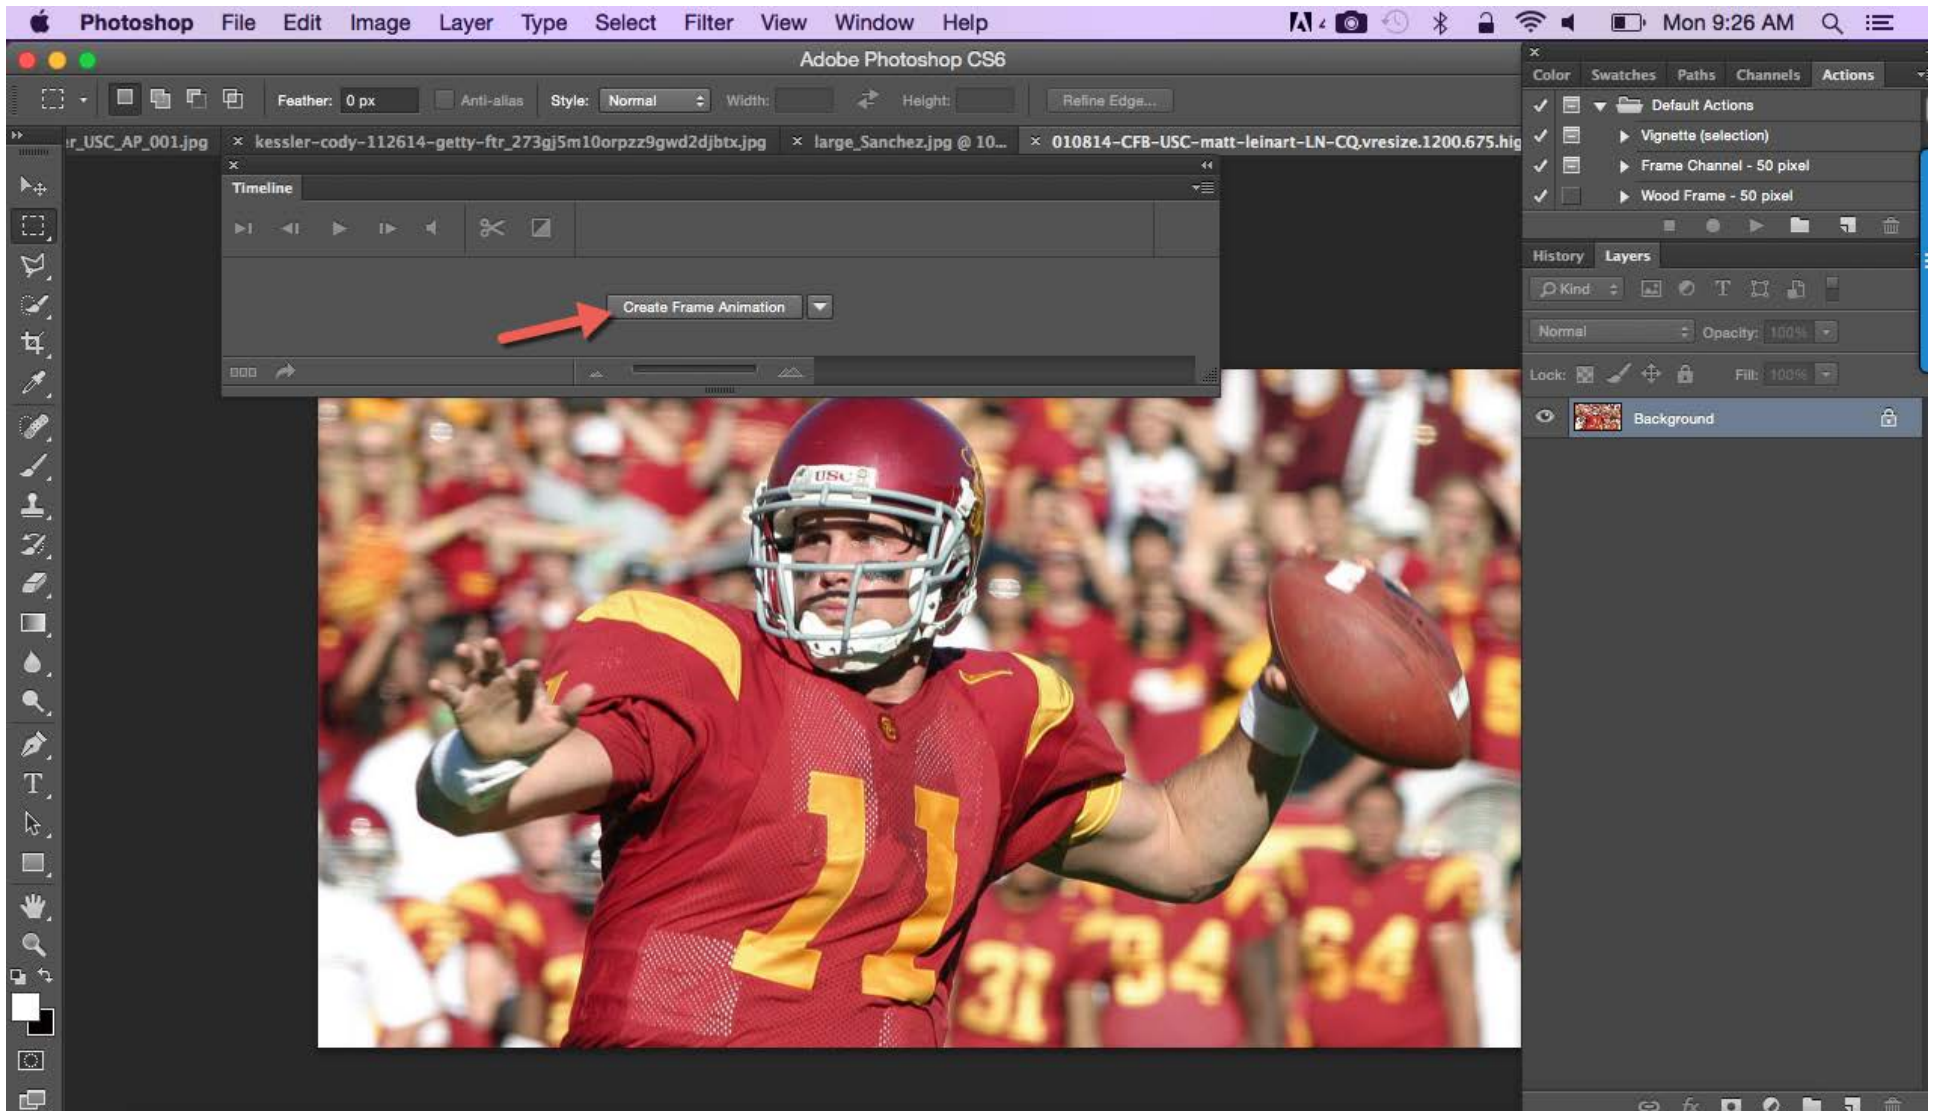 Photoshop File Edit Image Layer Type Select Filter View Window Help 4 Mon 9:26 AM
Adobe Photoshop CS6
Feather: 0 px Anti-alias Style: Normal Width: Height: Refine Edge...
r_USC_AP_001.jpg × kessler-cody-112614-getty-ftr_273gj5m10orpzz9gwd2djbtx.jpg × large_Sanchez.jpg @ 10... × 010814-CFB-USC-matt-leinart-LN-CQ.vresize.1200.675.hig
Timeline
Create Frame Animation
Color Swatches Paths Channels Actions
Default Actions
Vignette (selection)
Frame Channel - 50 pixel
Wood Frame - 50 pixel
History Layers
Kind
Normal Opacity: 100%
Lock: Fill: 100%
Background
USC
11
31
94
64